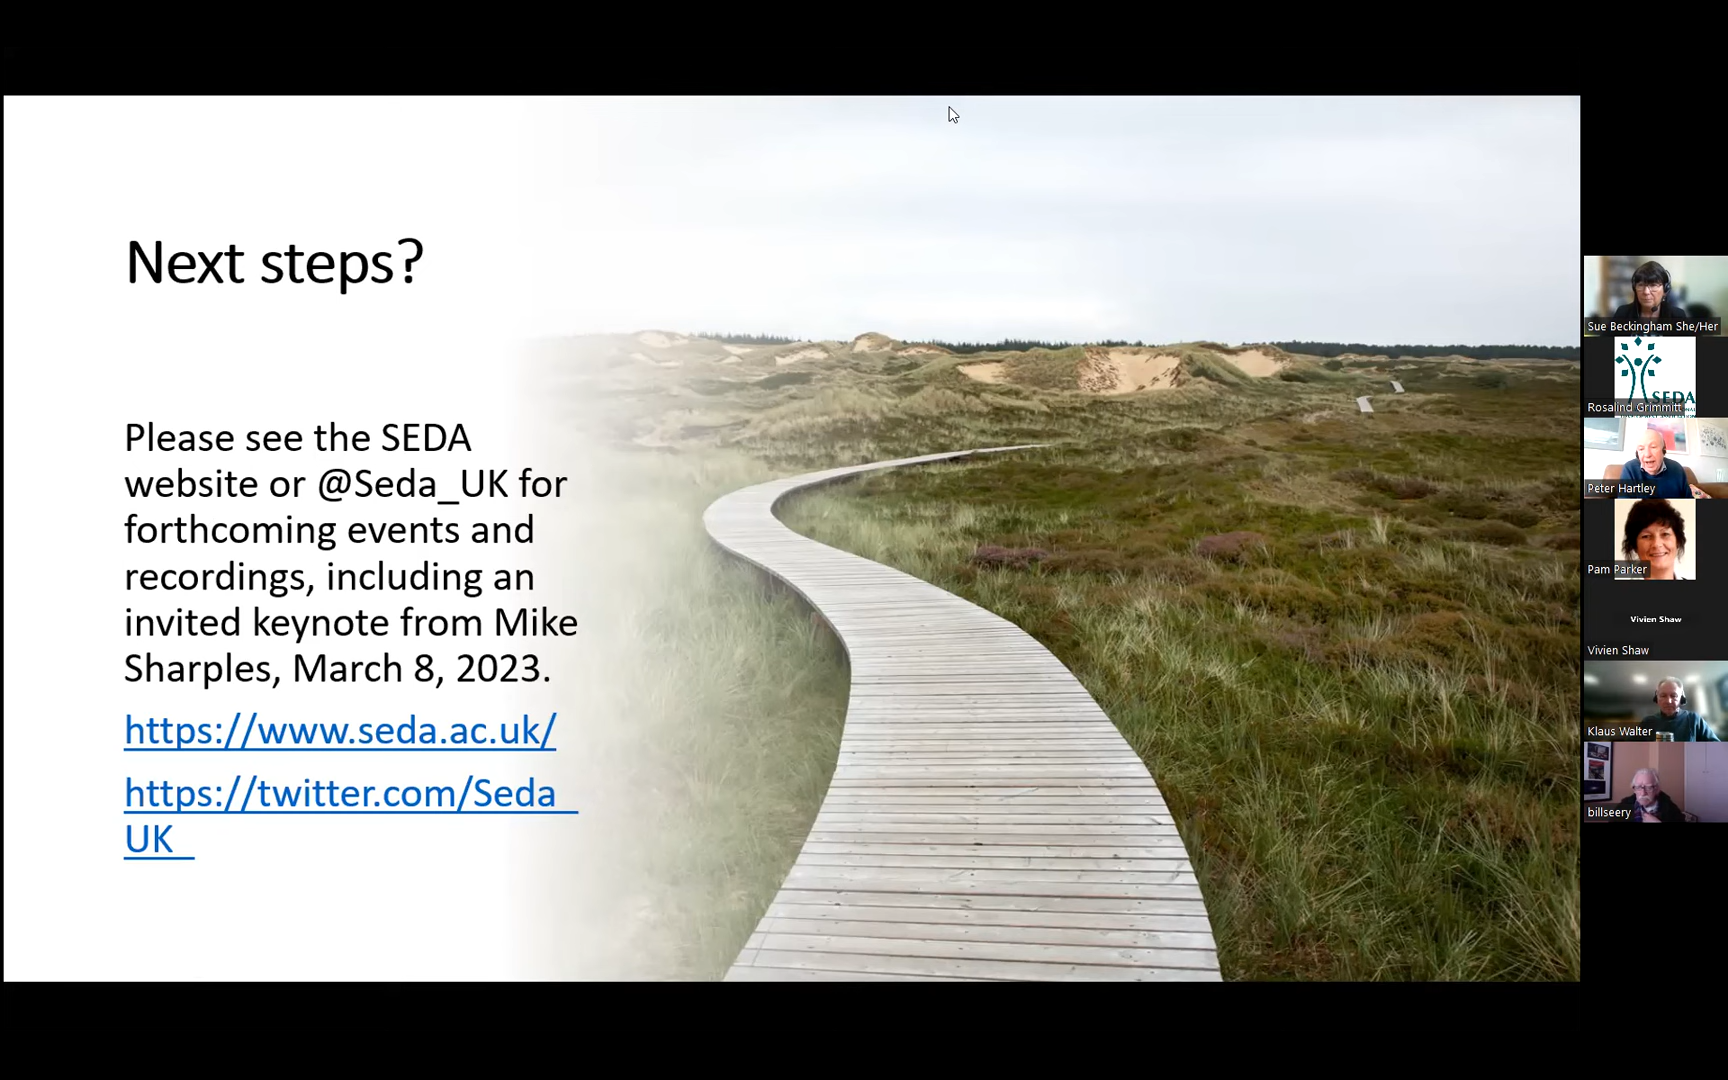 Next steps?
Please see the SEDA
website or @Seda_UK for
forthcoming events and
recordings, including an
invited keynote from Mike
Sharples, March 8, 2023.
https://www.seda.ac.uk/
https://twitter.com/Seda_
UK
Sue Beckingham She/Her
SEDA
Rosalind Grimmitt
Peter Hartley
Pam Parker
Vivien Shaw
Vivien Shaw
Klaus Walter
billseery